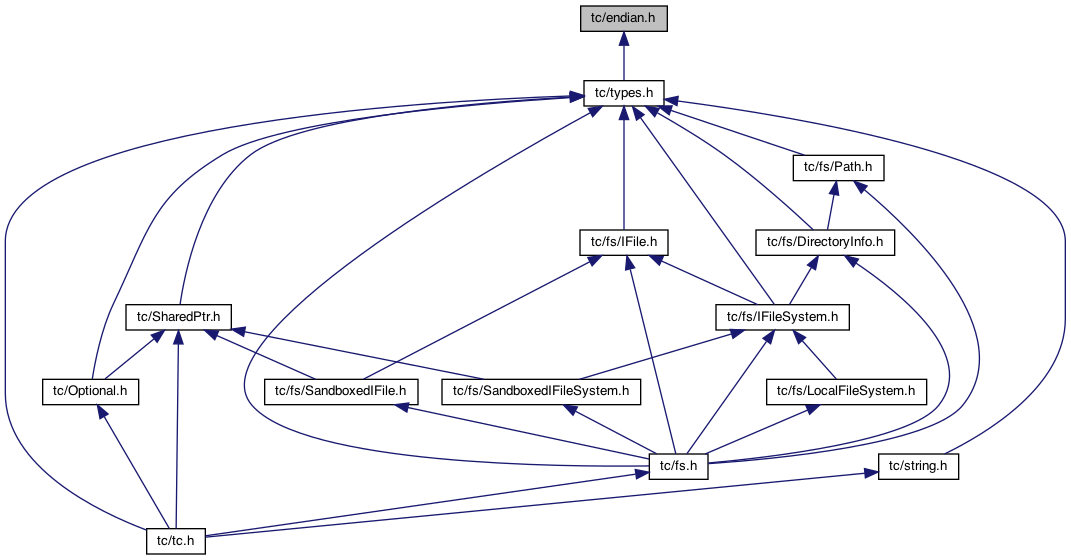 tc/endian.h
tc/types.h
tc/fs/Path.h
tc/fs/IFile.h
tc/fs/DirectoryInfo.h
tc/SharedPtr.h
tc/fs/IFileSystem.h
tc/Optional.h
tc/fs/SandboxedIFile.h
tc/fs/SandboxedIFileSystem.h
tc/fs/LocalFileSystem.h
tc/fs.h
tc/string.h
tc/tc.h